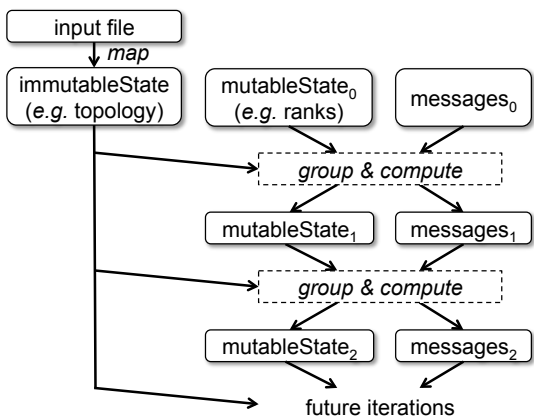 input file
map
immutableState
(e.g. topology)
mutableState₀
(e.g. ranks)
messages₀
group & compute
mutableState₁
messages₁
group & compute
mutableState₂
messages₂
future iterations